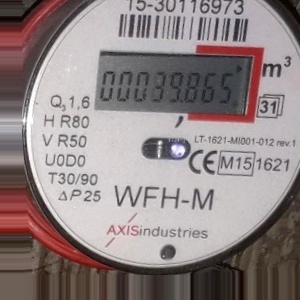 15-30116973
00039.865
m³
31
Q₃ 1,6
H R80
V R50
U0D0
T30/90
ΔP 25
LT-1621-MI001-012 rev.1
CE M15 1621
WFH-M
AXISindustries